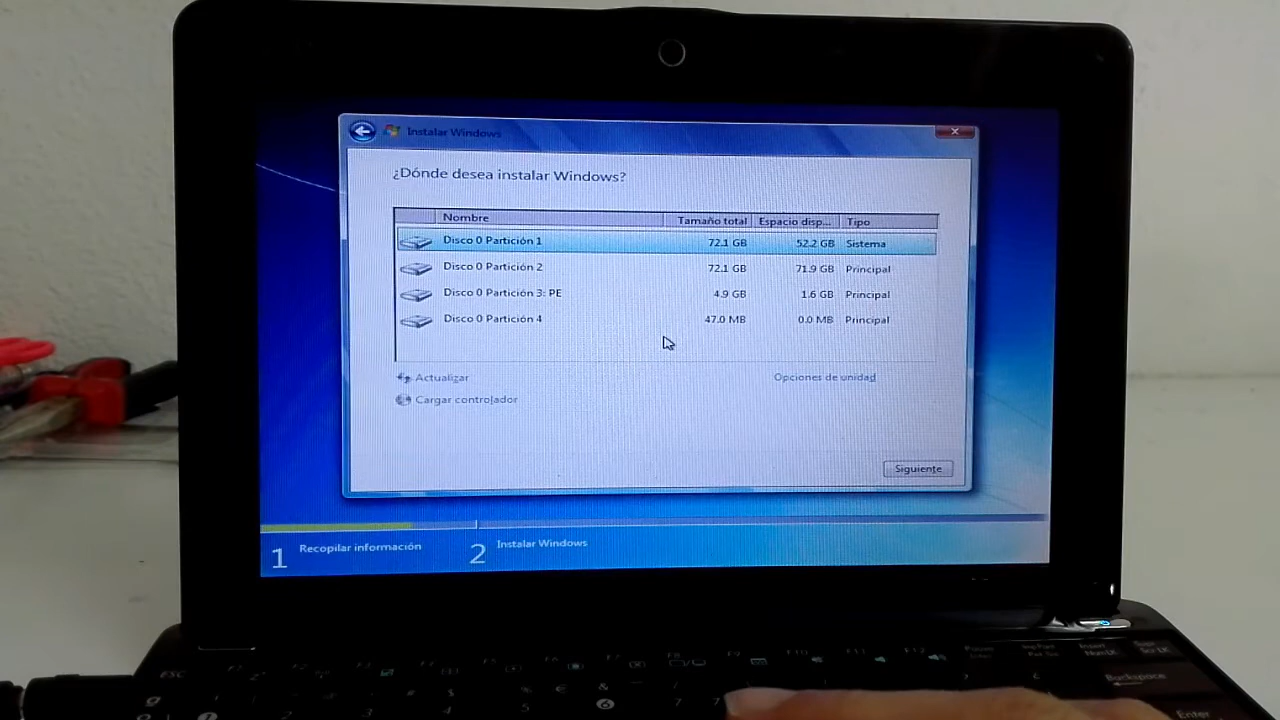 Instalar Windows
¿Dónde desea instalar Windows?
Nombre Tamaño total Espacio disp... Tipo
Disco 0 Partición 1 72.1 GB 52.2 GB Sistema
Disco 0 Partición 2 72.1 GB 71.9 GB Principal
Disco 0 Partición 3: PE 4.9 GB 1.6 GB Principal
Disco 0 Partición 4 47.0 MB 0.0 MB Principal
Actualizar Opciones de unidad
Cargar controlador
Siguiente
1 Recopilar información 2 Instalar Windows
ESC
Backspace
Enter